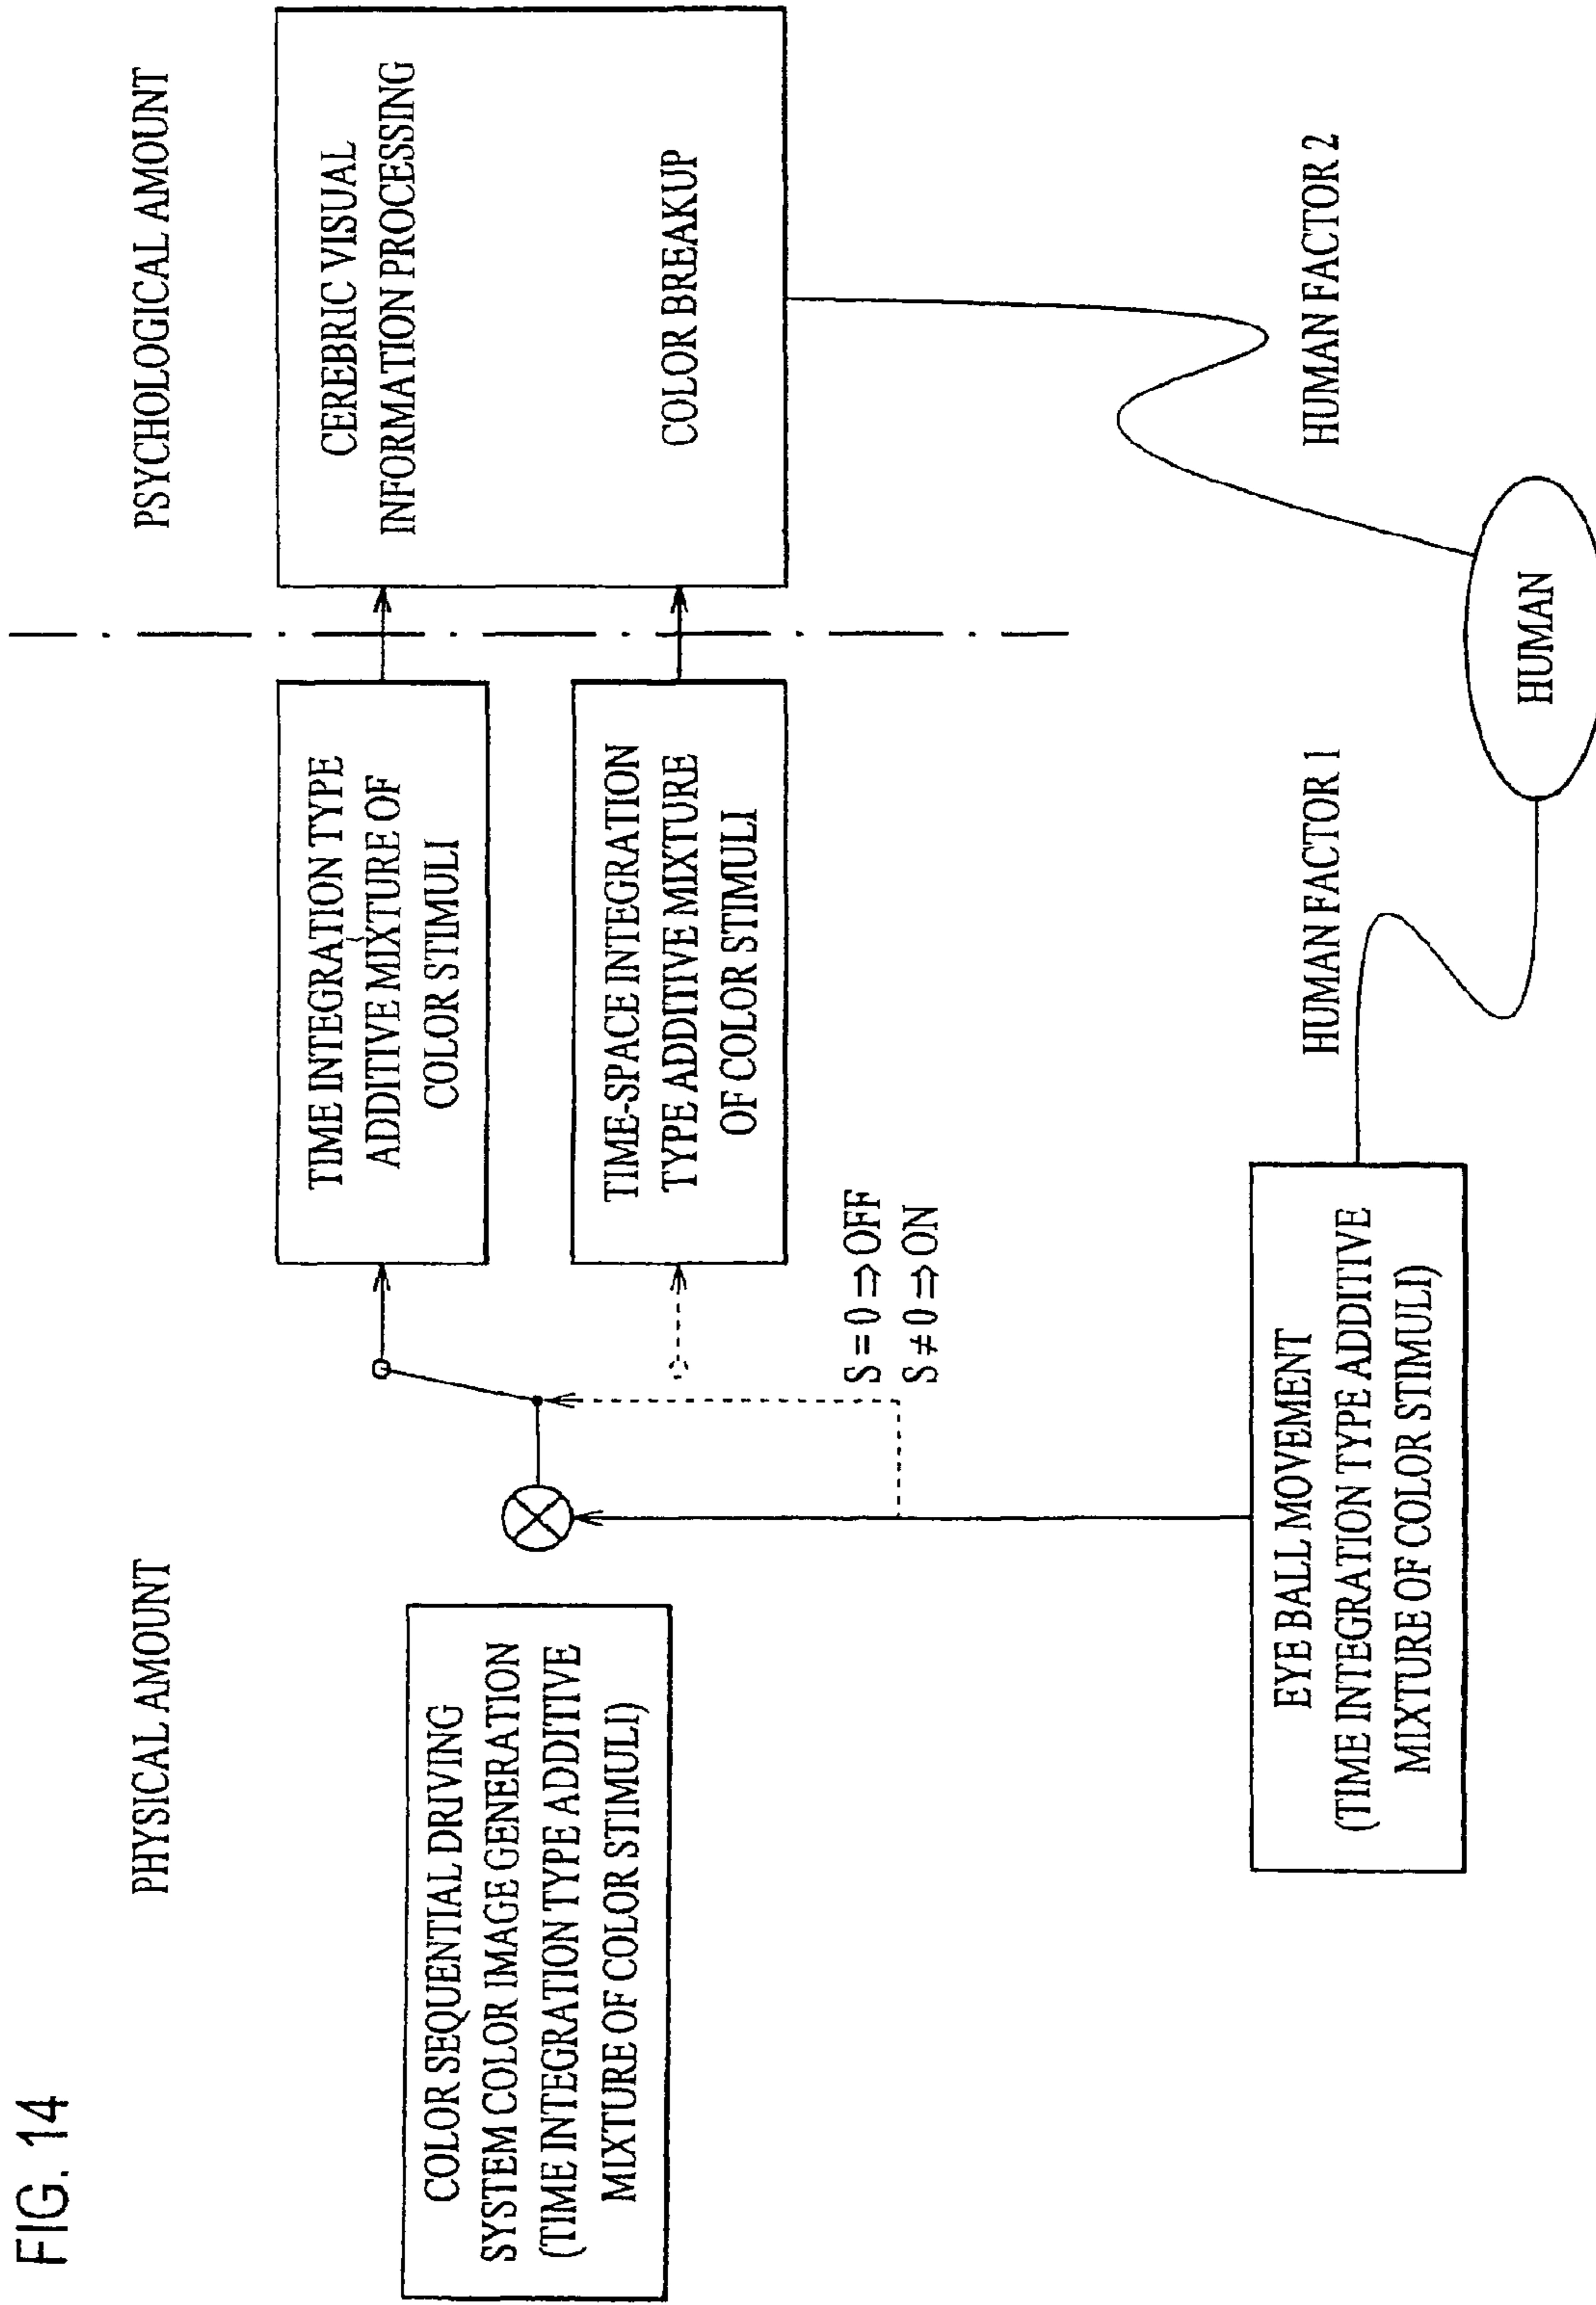 FIG. 14
PHYSICAL AMOUNT
PSYCHOLOGICAL AMOUNT
COLOR SEQUENTIAL DRIVING
SYSTEM COLOR IMAGE GENERATION
(TIME INTEGRATION TYPE ADDITIVE
MIXTURE OF COLOR STIMULI)
TIME INTEGRATION TYPE
ADDITIVE MIXTURE OF
COLOR STIMULI
TIME-SPACE INTEGRATION
TYPE ADDITIVE MIXTURE
OF COLOR STIMULI
CEREBRIC VISUAL
INFORMATION PROCESSING
COLOR BREAKUP
S = 0 ⇒ OFF
S ≠ 0 ⇒ ON
EYE BALL MOVEMENT
(TIME INTEGRATION TYPE ADDITIVE
MIXTURE OF COLOR STIMULI)
HUMAN FACTOR 1
HUMAN FACTOR 2
HUMAN